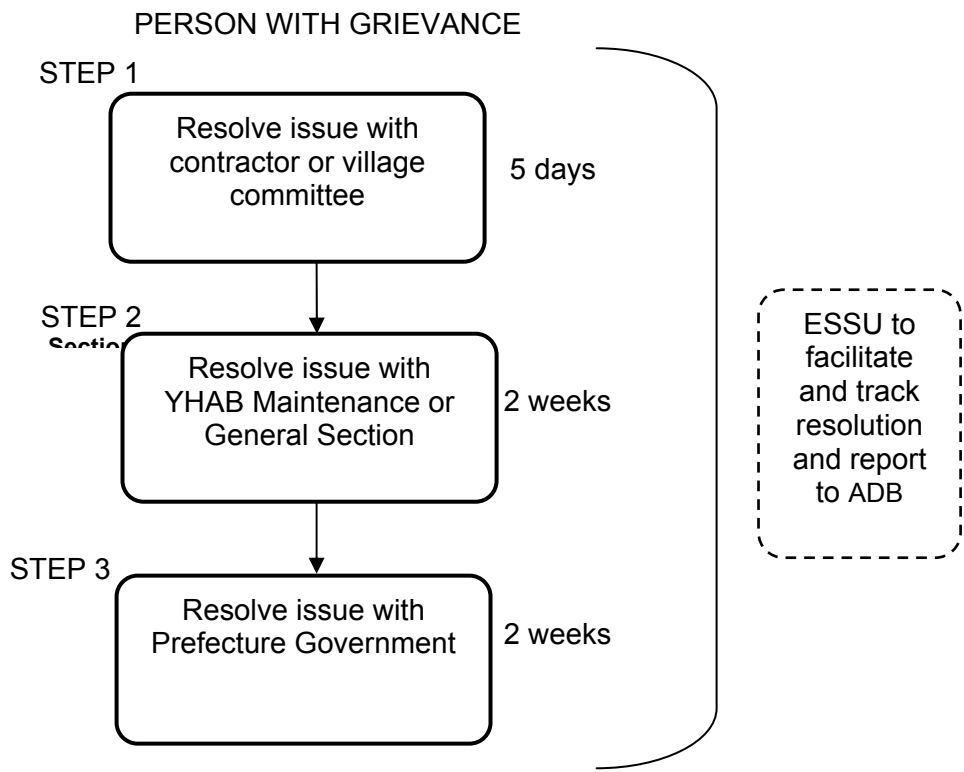 PERSON WITH GRIEVANCE
STEP 1
Resolve issue with
contractor or village
committee
5 days
STEP 2
Resolve issue with
YHAB Maintenance or
General Section
2 weeks
STEP 3
Resolve issue with
Prefecture Government
2 weeks
ESSU to
facilitate
and track
resolution
and report
to ADB